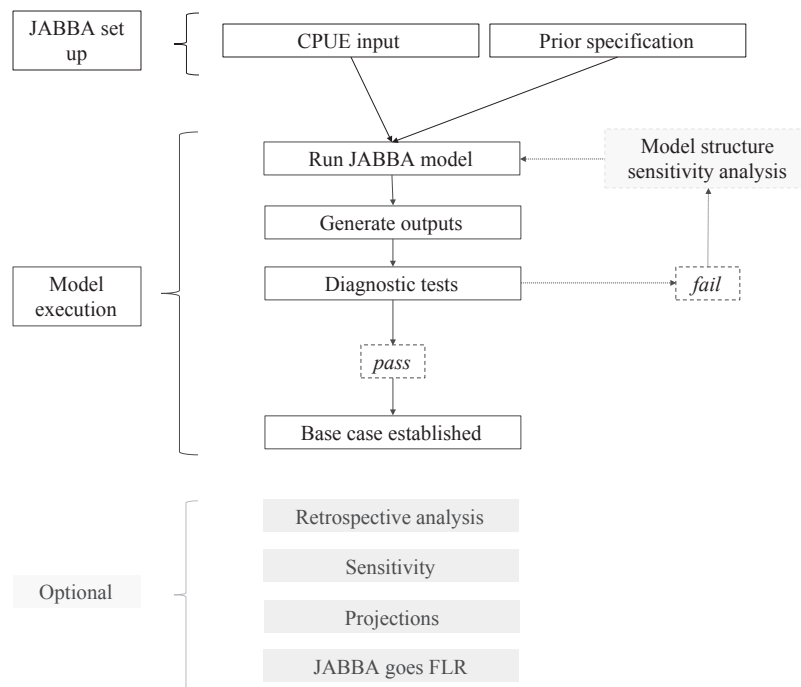 JABBA set
up
CPUE input
Prior specification
Run JABBA model
Model structure
sensitivity analysis
Generate outputs
Model
execution
Diagnostic tests
fail
pass
Base case established
Optional
Retrospective analysis
Sensitivity
Projections
JABBA goes FLR